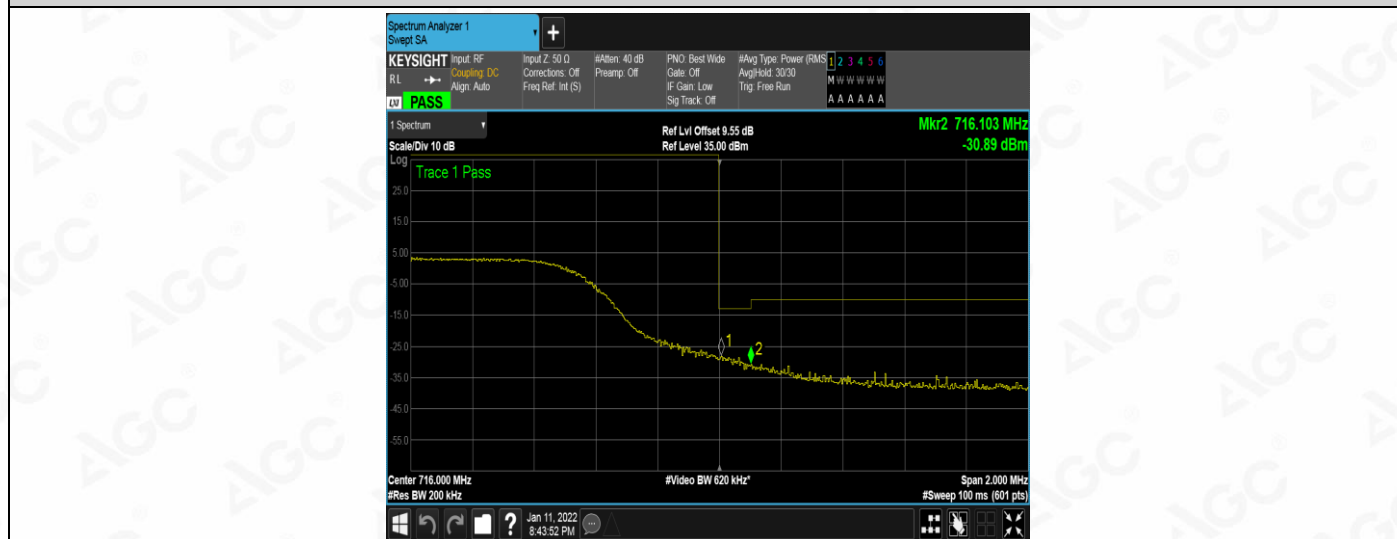 Spectrum Analyzer 1
Swept SA
+
KEYSIGHT
RL
LXI PASS
Input: RF
Coupling: DC
Align: Auto
Input Z: 50 Ω
Corrections: Off
Freq Ref: Int (S)
#Atten: 40 dB
Preamp: Off
PNO: Best Wide
Gate: Off
IF Gain: Low
Sig Track: Off
#Avg Type: Power (RMS
Avg|Hold: 30/30
Trig: Free Run
1 2 3 4 5 6
M W W W W W
A A A A A A
1 Spectrum
Scale/Div 10 dB
Ref Lvl Offset 9.55 dB
Ref Level 35.00 dBm
Mkr2 716.103 MHz
-30.89 dBm
Log
Trace 1 Pass
25.0
15.0
5.00
-5.00
-15.0
-25.0
-35.0
-45.0
-55.0
1
2
Center 716.000 MHz
#Res BW 200 kHz
#Video BW 620 kHz*
Span 2.000 MHz
#Sweep 100 ms (601 pts)
?
Jan 11, 2022
8:43:52 PM
AGC